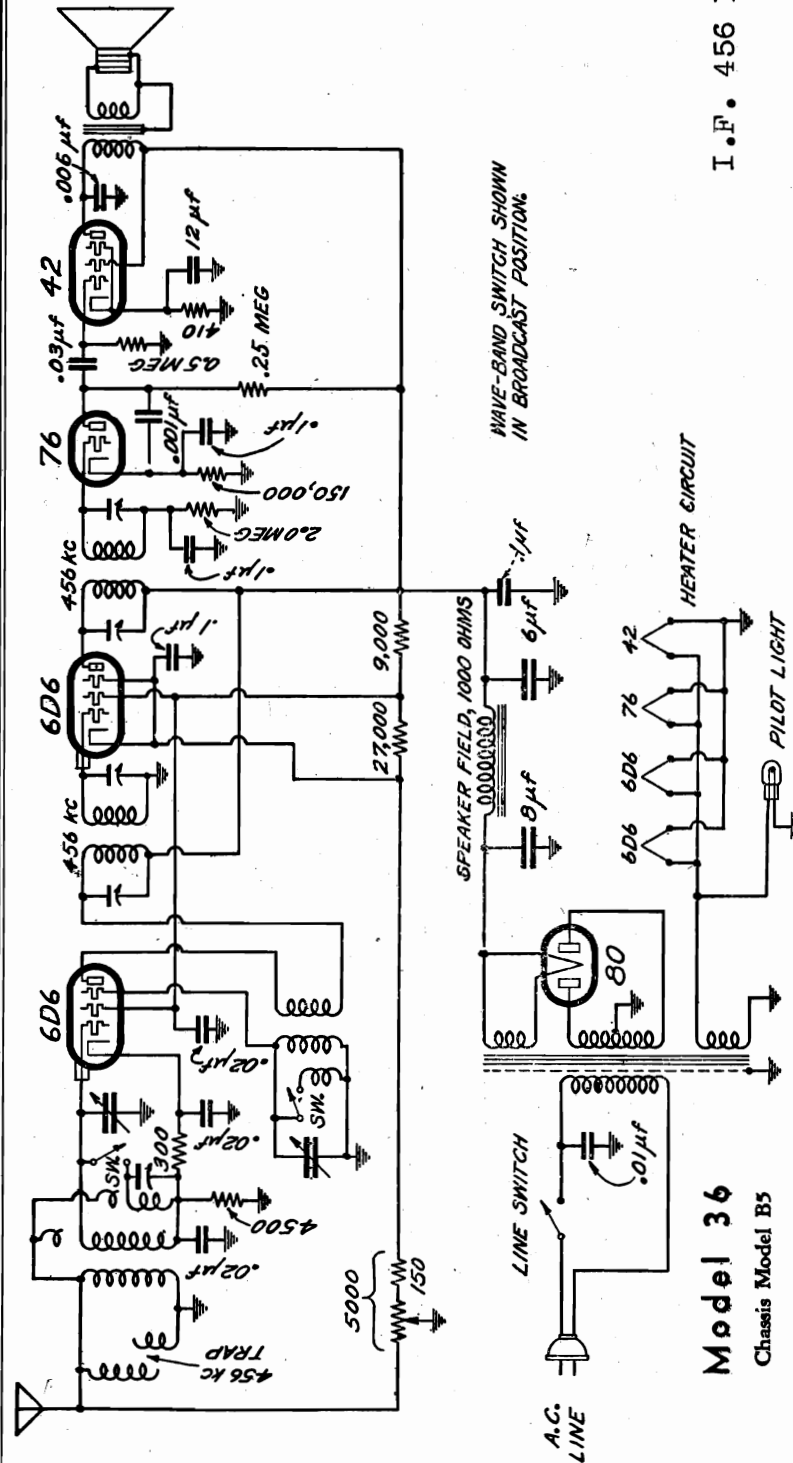 6D6
456 KC
6D6
456 KC
76
.03µf
42
.006µf
SW.
300
.02µf
.02µf
.02µf
4500
456 KC
TRAP
SW.
.1µf
.1µf
2.0 MEG
150,000
.1µf
.001µf
0.5 MEG
410
12µf
.25 MEG
5000
150
27,000
9,000
WAVE-BAND SWITCH SHOWN
IN BROADCAST POSITION.
SPEAKER FIELD, 1000 OHMS
8µf
6µf
.1µf
80
LINE SWITCH
.01µf
A.C.
LINE
HEATER CIRCUIT
6D6
6D6
76
42
PILOT LIGHT
Model 36
Chassis Model B5
I.F. 456